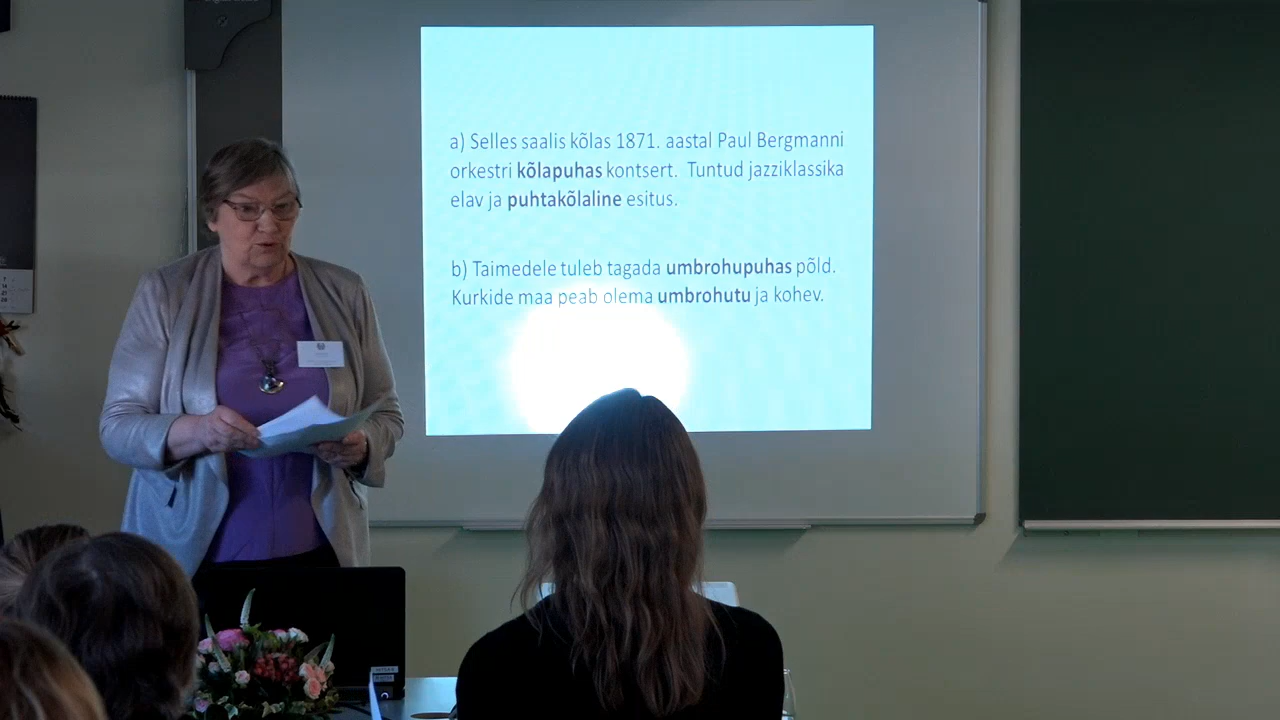 a) Selles saalis kõlas 1871. aastal Paul Bergmanni
orkestri kõlapuhas kontsert. Tuntud jazziklassika
elav ja puhtakõlaline esitus.
b) Taimedele tuleb tagada umbrohupuhas põld.
Kurkide maa peab olema umbrohutu ja kohev.